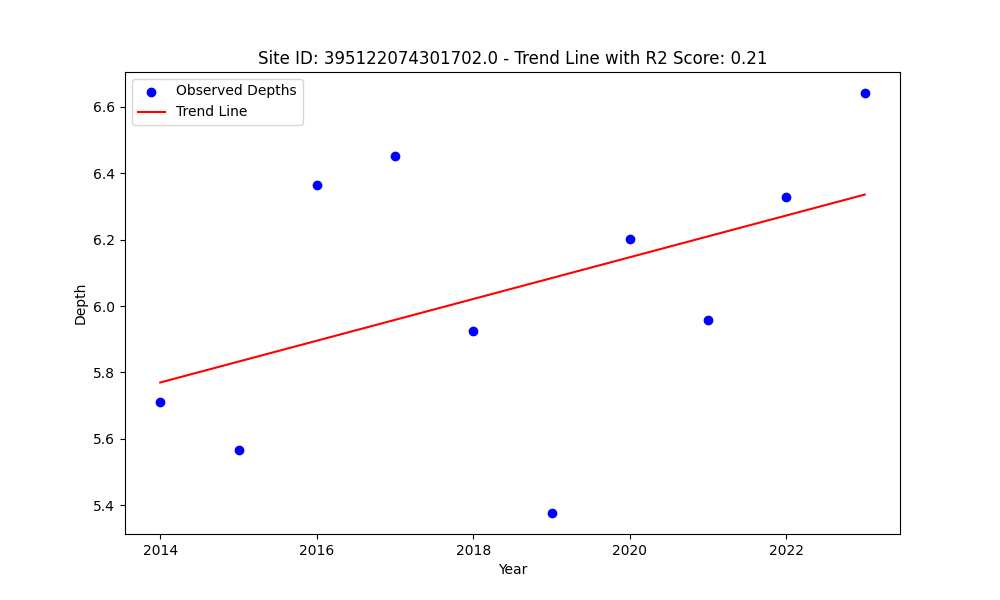 Site ID: 395122074301702.0 - Trend Line with R2 Score: 0.21
Observed Depths
Trend Line
6.6
6.4
6.2
6.0
5.8
5.6
5.4
Depth
2014
2016
2018
2020
2022
Year